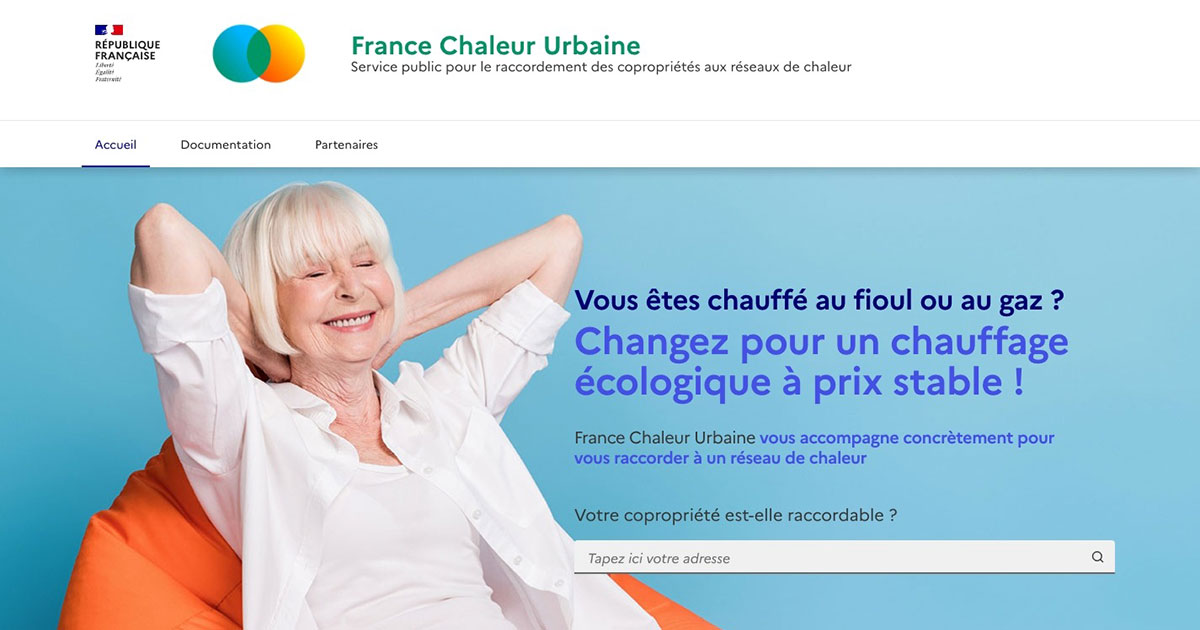 RÉPUBLIQUE
FRANÇAISE
Liberté
Égalité
Fraternité
France Chaleur Urbaine
Service public pour le raccordement des copropriétés aux réseaux de chaleur
Accueil
Documentation
Partenaires
Vous êtes chauffé au fioul ou au gaz ?
Changez pour un chauffage
écologique à prix stable !
France Chaleur Urbaine vous accompagne concrètement pour
vous raccorder à un réseau de chaleur
Votre copropriété est-elle raccordable ?
Tapez ici votre adresse